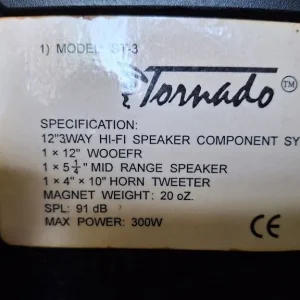 1) MODEL ST-3
Tornado TM
SPECIFICATION:
12"3WAY HI-FI SPEAKER COMPONENT SY
1 × 12" WOOEFR
1 × 5¼" MID RANGE SPEAKER
1 × 4" × 10" HORN TWEETER
MAGNET WEIGHT: 20 oZ.
SPL: 91 dB
MAX POWER: 300W
CE